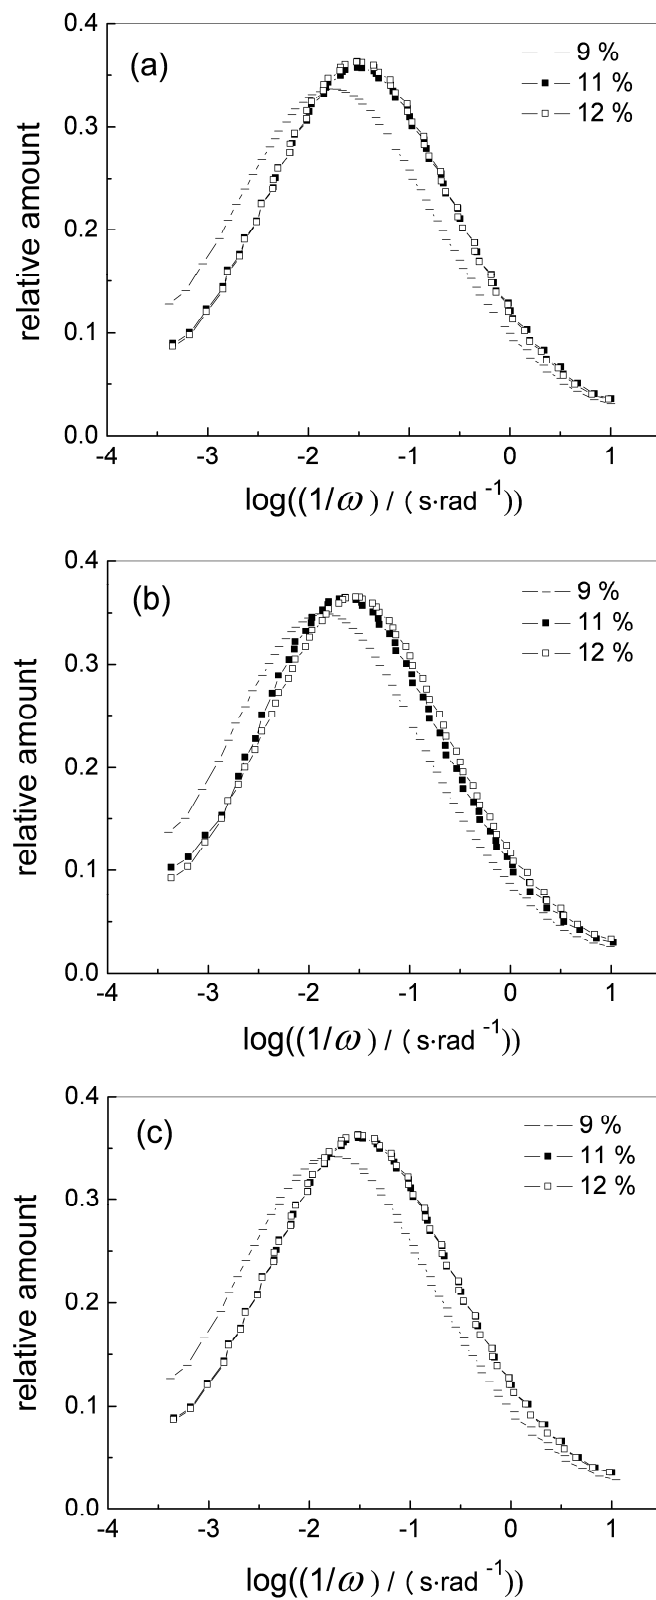 0.4
(a)
9 %
11 %
12 %
0.3
relative amount
0.2
0.1
0.0
-4 -3 -2 -1 0 1
log((1/ω) / (s·rad⁻¹))
0.4
(b)
9 %
11 %
12 %
0.3
relative amount
0.2
0.1
0.0
-4 -3 -2 -1 0 1
log((1/ω) / (s·rad⁻¹))
0.4
(c)
9 %
11 %
12 %
0.3
relative amount
0.2
0.1
0.0
-4 -3 -2 -1 0 1
log((1/ω) / (s·rad⁻¹))